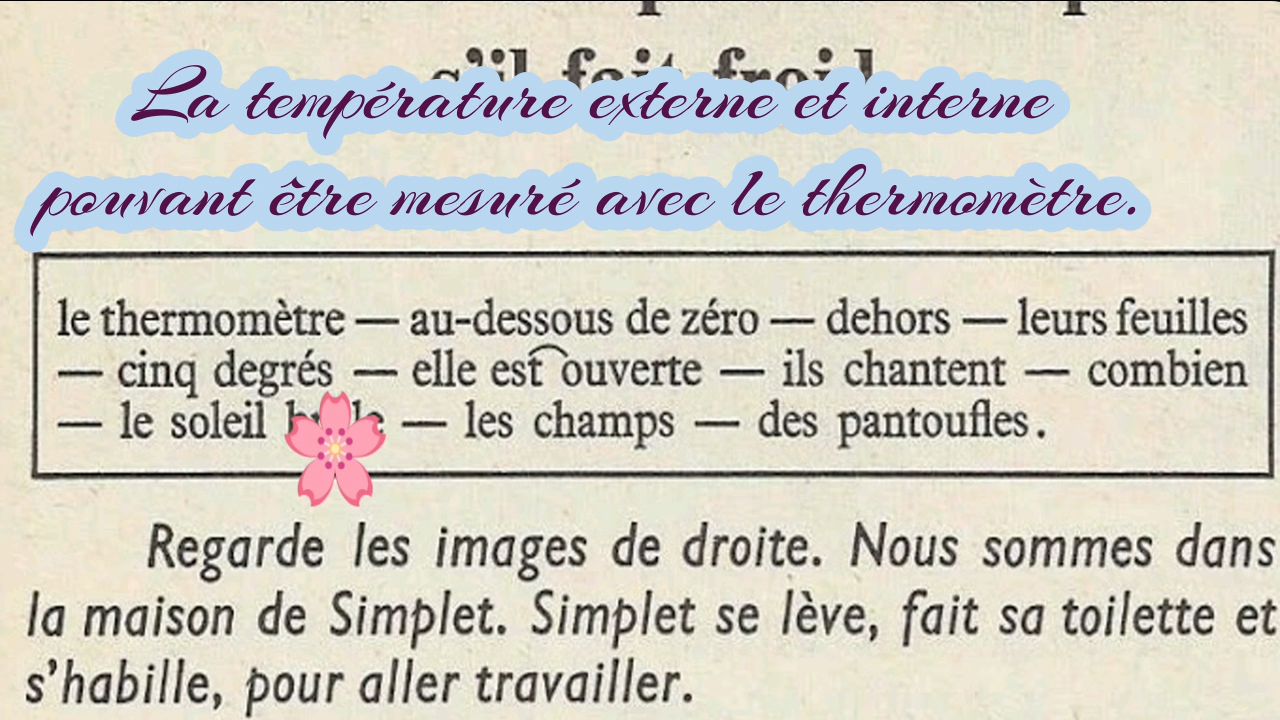 s'il fait froid
La température externe et interne
pouvant être mesuré avec le thermomètre.
le thermomètre — au-dessous de zéro — dehors — leurs feuilles
— cinq degrés — elle est ouverte — ils chantent — combien
— le soleil — les champs — des pantoufles.
Regarde les images de droite. Nous sommes dans
la maison de Simplet. Simplet se lève, fait sa toilette et
s'habille, pour aller travailler.